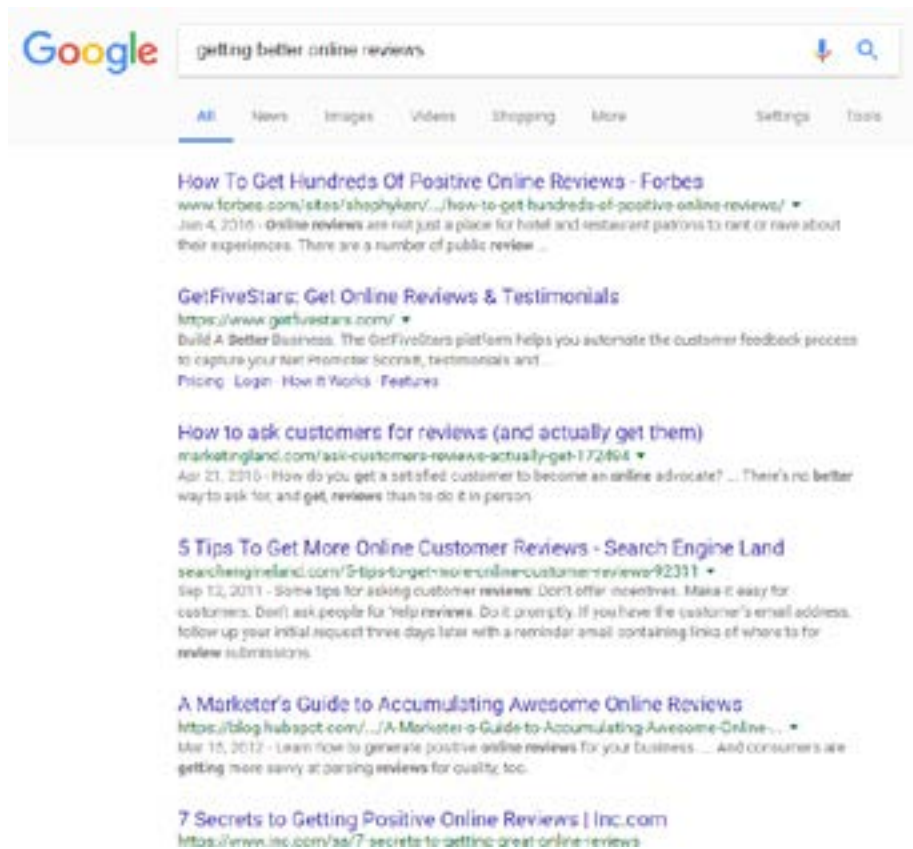 Google
getting better online reviews
All News Images Videos Shopping More Settings Tools
How To Get Hundreds Of Positive Online Reviews - Forbes
www.forbes.com/sites/shephyken/.../how-to-get-hundreds-of-positive-online-reviews/
Jan 4, 2016 - Online reviews are not just a place for hotel and restaurant patrons to rant or rave about
their experiences. There are a number of public review ...
GetFiveStars: Get Online Reviews & Testimonials
https://www.getfivestars.com/
Build A Better Business. The GetFiveStars platform helps you automate the customer feedback process
to capture your Net Promoter Score®, testimonials and ...
Pricing Login How It Works Features
How to ask customers for reviews (and actually get them)
marketingland.com/ask-customers-reviews-actually-get-172494
Apr 21, 2016 - How do you get a satisfied customer to become an online advocate? ... There's no better
way to ask for, and get, reviews than to do it in person.
5 Tips To Get More Online Customer Reviews - Search Engine Land
searchengineland.com/5-tips-to-get-more-online-customer-reviews-92311
Sep 12, 2011 - Some tips for asking customer reviews: Don't offer incentives. Make it easy for
customers. Don't ask people for Yelp reviews. Do it promptly. If you have the customer's email address,
follow up your initial request three days later with a reminder email containing links of where to for
review submissions.
A Marketer's Guide to Accumulating Awesome Online Reviews
https://blog.hubspot.com/.../A-Marketer-s-Guide-to-Accumulating-Awesome-Online-...
Mar 2012 - Learn how to generate positive online reviews for your business. ... And consumers are
getting more savvy at parsing reviews for quality, too.
7 Secrets to Getting Positive Online Reviews | Inc.com
https://www.inc.com/ss/7-secrets-to-getting-great-online-reviews